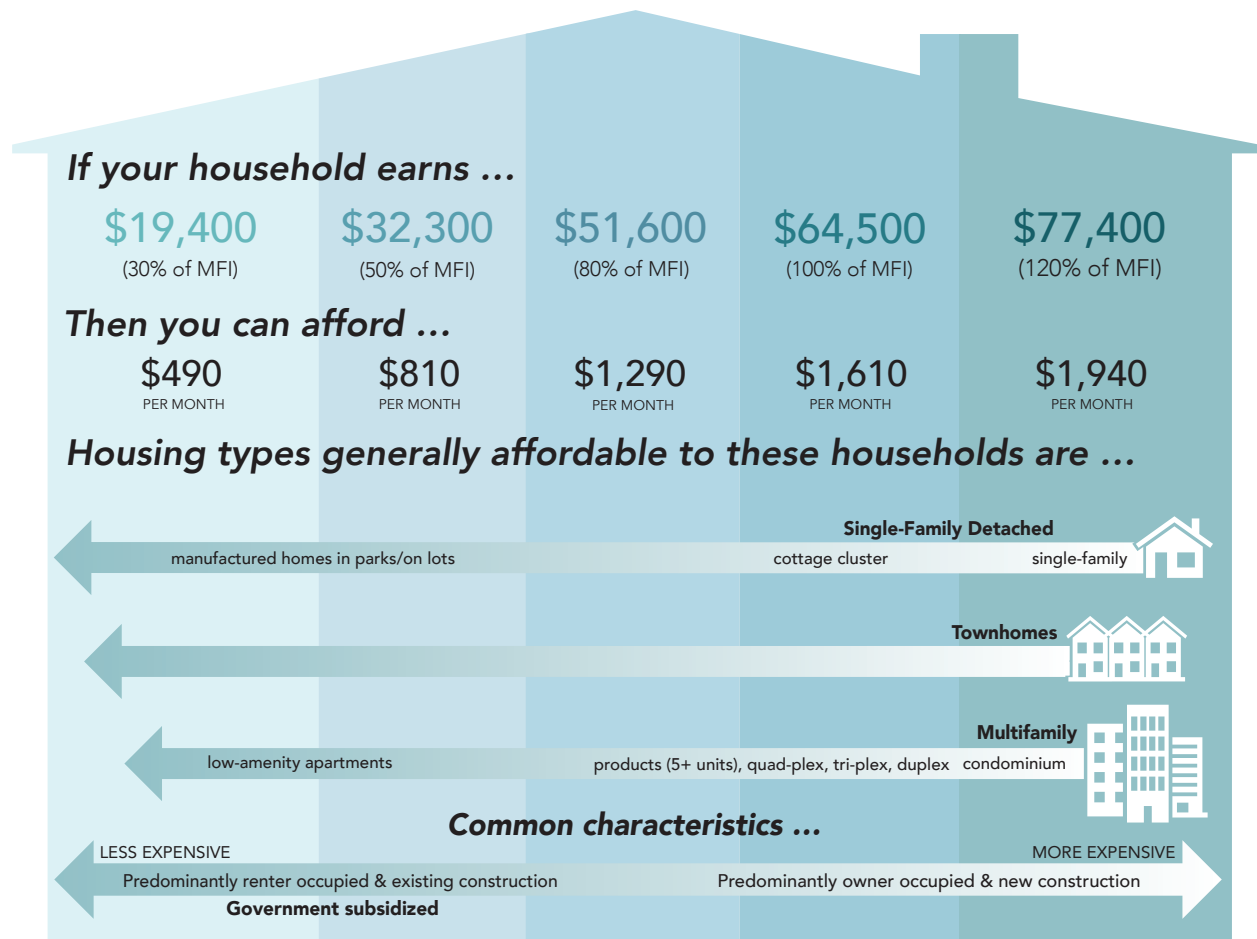 If your household earns ...
$19,400 $32,300 $51,600 $64,500 $77,400
(30% of MFI) (50% of MFI) (80% of MFI) (100% of MFI) (120% of MFI)
Then you can afford ...
$490 $810 $1,290 $1,610 $1,940
PER MONTH PER MONTH PER MONTH PER MONTH PER MONTH
Housing types generally affordable to these households are ...
Single-Family Detached
manufactured homes in parks/on lots cottage cluster single-family
Townhomes
Multifamily
low-amenity apartments products (5+ units), quad-plex, tri-plex, duplex condominium
Common characteristics ...
LESS EXPENSIVE MORE EXPENSIVE
Predominantly renter occupied & existing construction Predominantly owner occupied & new construction
Government subsidized